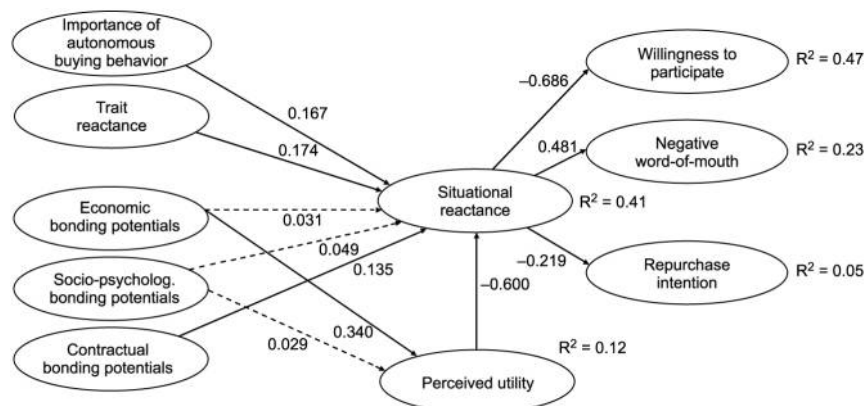 Importance of
autonomous
buying behavior
Trait
reactance
Economic
bonding potentials
Socio-psycholog.
bonding potentials
Contractual
bonding potentials
0.167
0.174
0.031
0.049
0.135
0.340
0.029
Situational
reactance
R² = 0.41
–0.600
Perceived utility
R² = 0.12
–0.686
0.481
–0.219
Willingness to
participate
R² = 0.47
Negative
word-of-mouth
R² = 0.23
Repurchase
intention
R² = 0.05